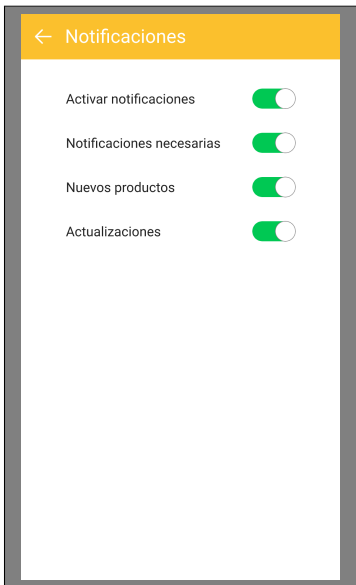 Notificaciones
Activar notificaciones
Notificaciones necesarias
Nuevos productos
Actualizaciones